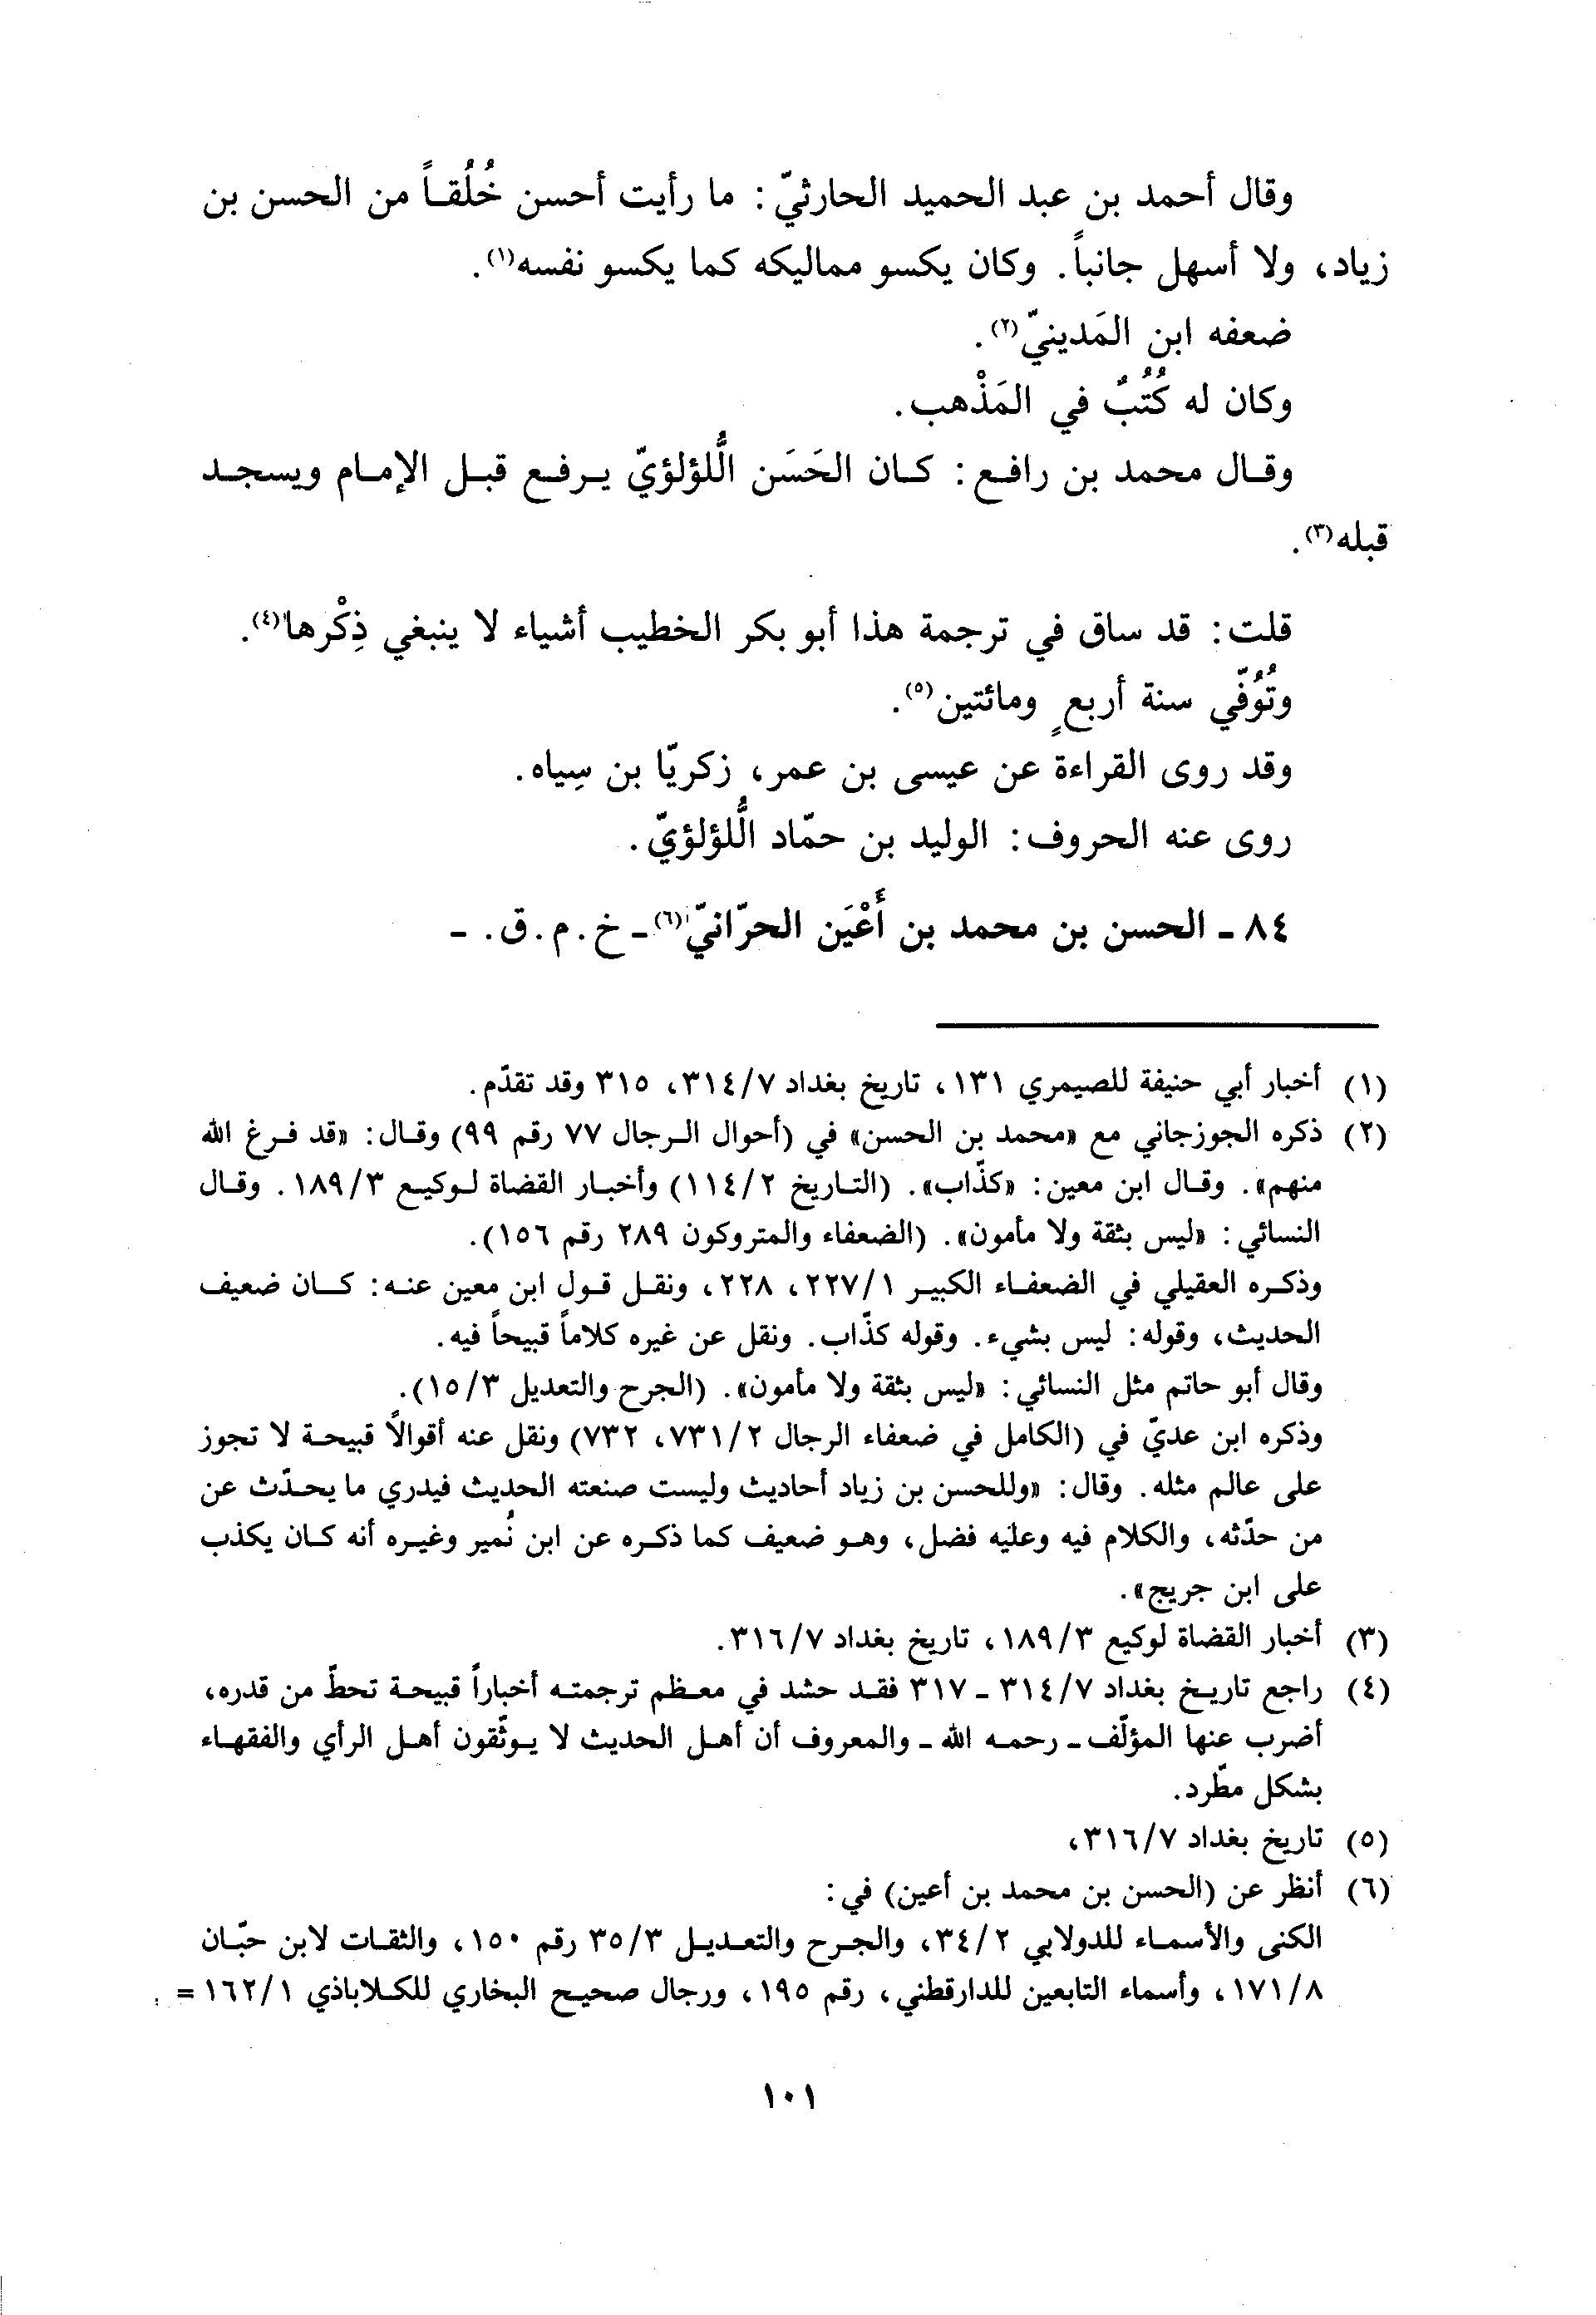 وقال أحمد بن عبد الحميد الحارثيّ: ما رأيت أحسن خُلُقاً من الحسن بن
زياد، ولا أسهل جانباً. وكان يكسو مماليكه كما يكسو نفسه(١).
ضعفه ابن المَدينيّ(٢).
وكان له كُتُبٌ في المَذْهب.
وقال محمد بن رافع: كان الحَسَن اللُّؤلؤيّ يرفع قبل الإمام ويسجد
قبله(٣).
قلت: قد ساق في ترجمة هذا أبو بكر الخطيب أشياء لا ينبغي ذِكْرها(٤).
وتُوُفّي سنة أربعٍ ومائتين(٥).
وقد روى القراءة عن عيسى بن عمر، زكريّا بن سِياه.
روى عنه الحروف: الوليد بن حمّاد اللُّؤلؤيّ.
٨٤ - الحسن بن محمد بن أَعْيَن الحرّانيّ(٦) - خ. م. ق. -
(١) أخبار أبي حنيفة للصيمري ١٣١، تاريخ بغداد ٣١٤/٧، ٣١٥ وقد تقدّم.
(٢) ذكره الجوزجاني مع «محمد بن الحسن» في (أحوال الرجال ٧٧ رقم ٩٩) وقال: «قد فرغ الله
منهم». وقال ابن معين: «كذّاب». (التاريخ ١١٤/٢) وأخبار القضاة لوكيع ١٨٩/٣. وقال
النسائي: «ليس بثقة ولا مأمون». (الضعفاء والمتروكون ٢٨٩ رقم ١٥٦).
وذكره العقيلي في الضعفاء الكبير ٢٢٧/١، ٢٢٨، ونقل قول ابن معين عنه: كان ضعيف
الحديث، وقوله: ليس بشيء. وقوله كذّاب. ونقل عن غيره كلاماً قبيحاً فيه.
وقال أبو حاتم مثل النسائي: «ليس بثقة ولا مأمون». (الجرح والتعديل ١٥/٣).
وذكره ابن عديّ في (الكامل في ضعفاء الرجال ٧٣١/٢، ٧٣٢) ونقل عنه أقوالاً قبيحة لا تجوز
على عالم مثله. وقال: «وللحسن بن زياد أحاديث وليست صنعته الحديث فيدري ما يحدّث عن
من حدّثه، والكلام فيه وعليه فضل، وهو ضعيف كما ذكره عن ابن نُمير وغيره أنه كان يكذب
على ابن جريج».
(٣) أخبار القضاة لوكيع ١٨٩/٣، تاريخ بغداد ٣١٦/٧.
(٤) راجع تاريخ بغداد ٣١٤/٧ - ٣١٧ فقد حشد في معظم ترجمته أخباراً قبيحة تحطّ من قدره،
أضرب عنها المؤلّف - رحمه الله - والمعروف أن أهل الحديث لا يوثّقون أهل الرأي والفقهاء
بشكل مطّرد.
(٥) تاريخ بغداد ٣١٦/٧،
(٦) أنظر عن (الحسن بن محمد بن أعين) في:
الكنى والأسماء للدولابي ٣٤/٢، والجرح والتعديل ٣٥/٣ رقم ١٥٠، والثقات لابن حبّان
١٧١/٨، وأسماء التابعين للدارقطني، رقم ١٩٥، ورجال صحيح البخاري للكلاباذي ١٦٢/١ =
١٠١